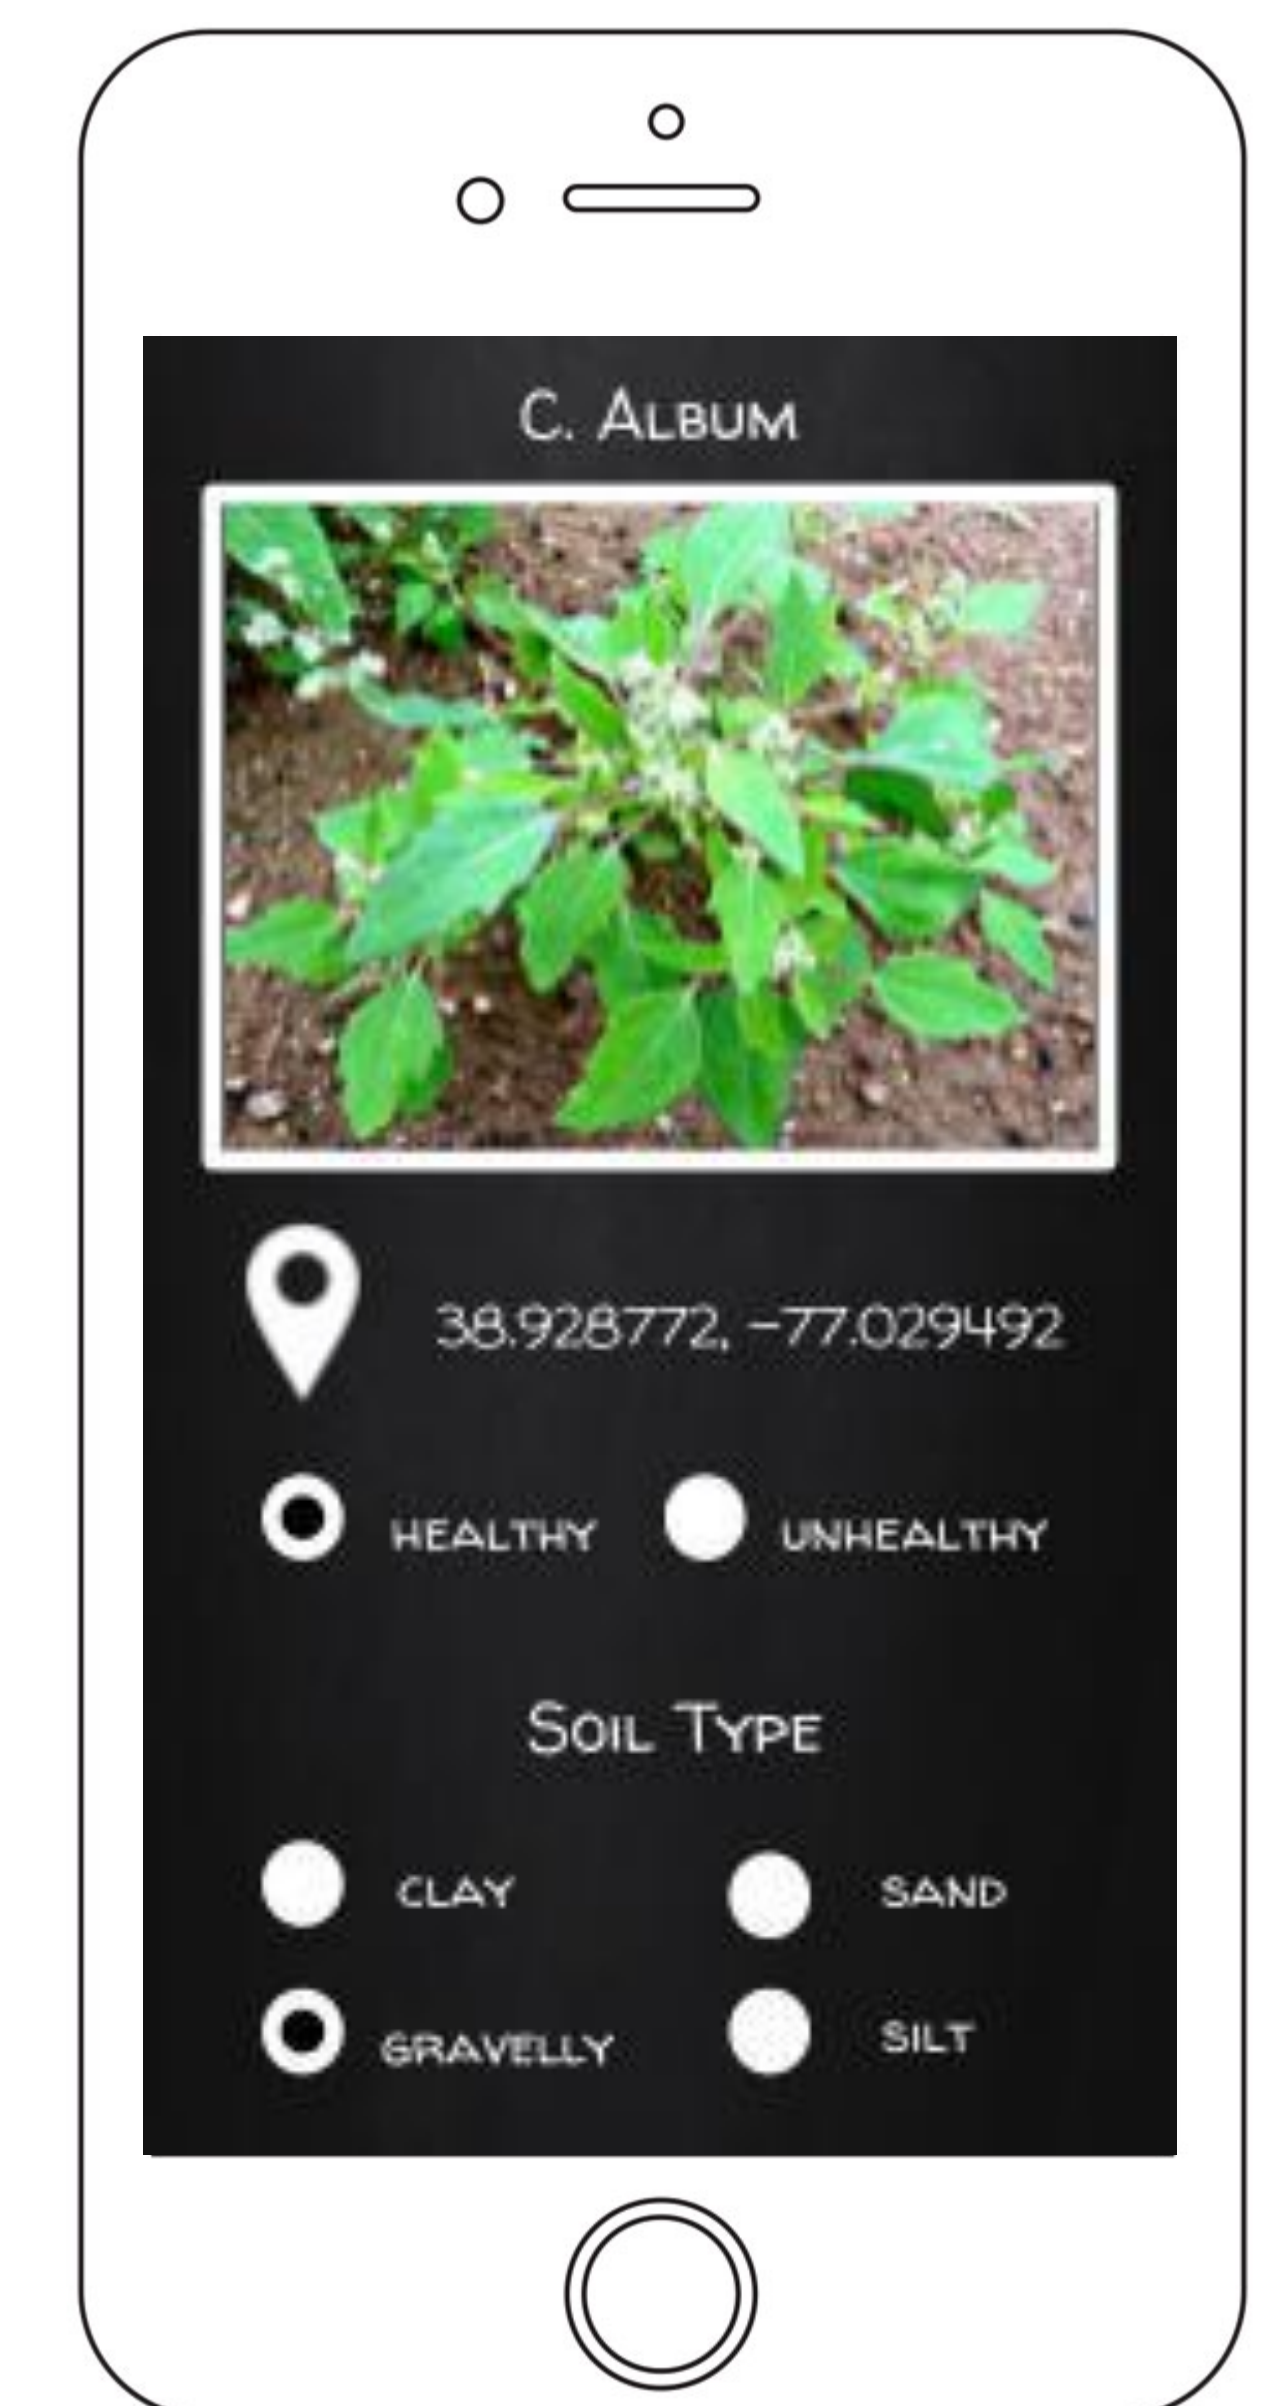 C. ALBUM
38.928772, -77.029492
HEALTHY UNHEALTHY
SOIL TYPE
CLAY SAND
GRAVELLY SILT